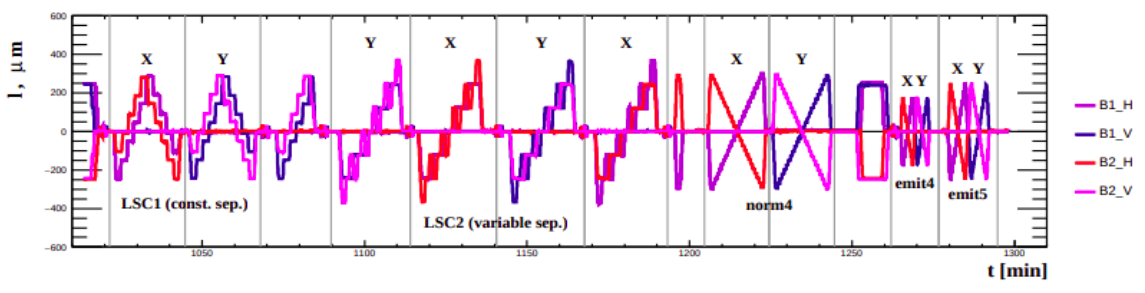 l , μm
600
400
200
0
−200
−400
−600
X Y Y X Y X X Y X Y X Y
LSC1 (const. sep.)
LSC2 (variable sep.)
norm4
emit4
emit5
1050 1100 1150 1200 1250 1300
t [min]
B1_H
B1_V
B2_H
B2_V